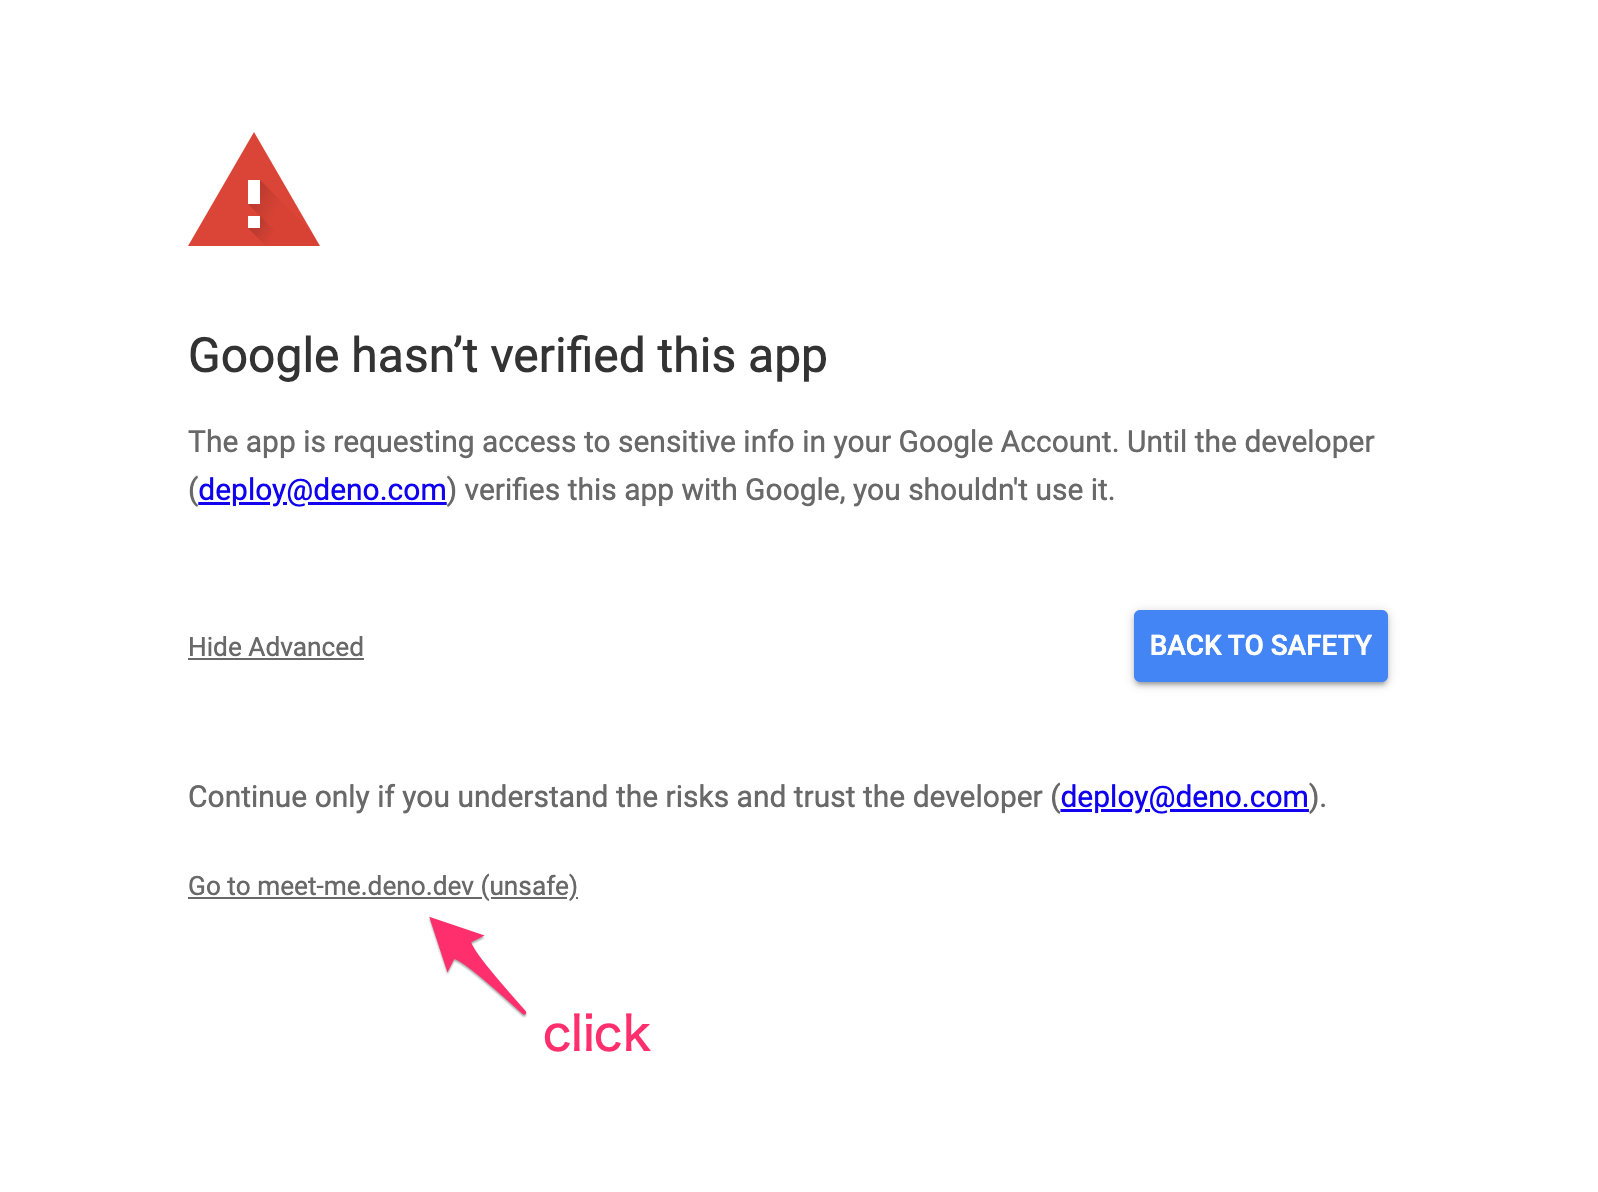 Google hasn’t verified this app
The app is requesting access to sensitive info in your Google Account. Until the developer
(deploy@deno.com) verifies this app with Google, you shouldn't use it.
Hide Advanced
BACK TO SAFETY
Continue only if you understand the risks and trust the developer (deploy@deno.com).
Go to meet-me.deno.dev (unsafe)
click